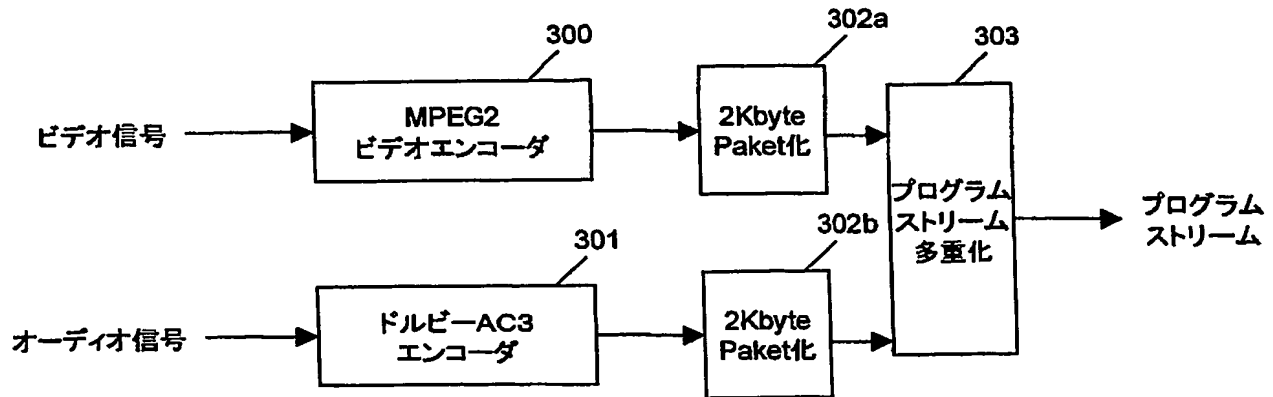 300
302a
303
ビデオ信号
MPEG2
ビデオエンコーダ
2Kbyte
Paket化
プログラム
ストリーム
多重化
プログラム
ストリーム
301
302b
オーディオ信号
ドルビーAC3
エンコーダ
2Kbyte
Paket化